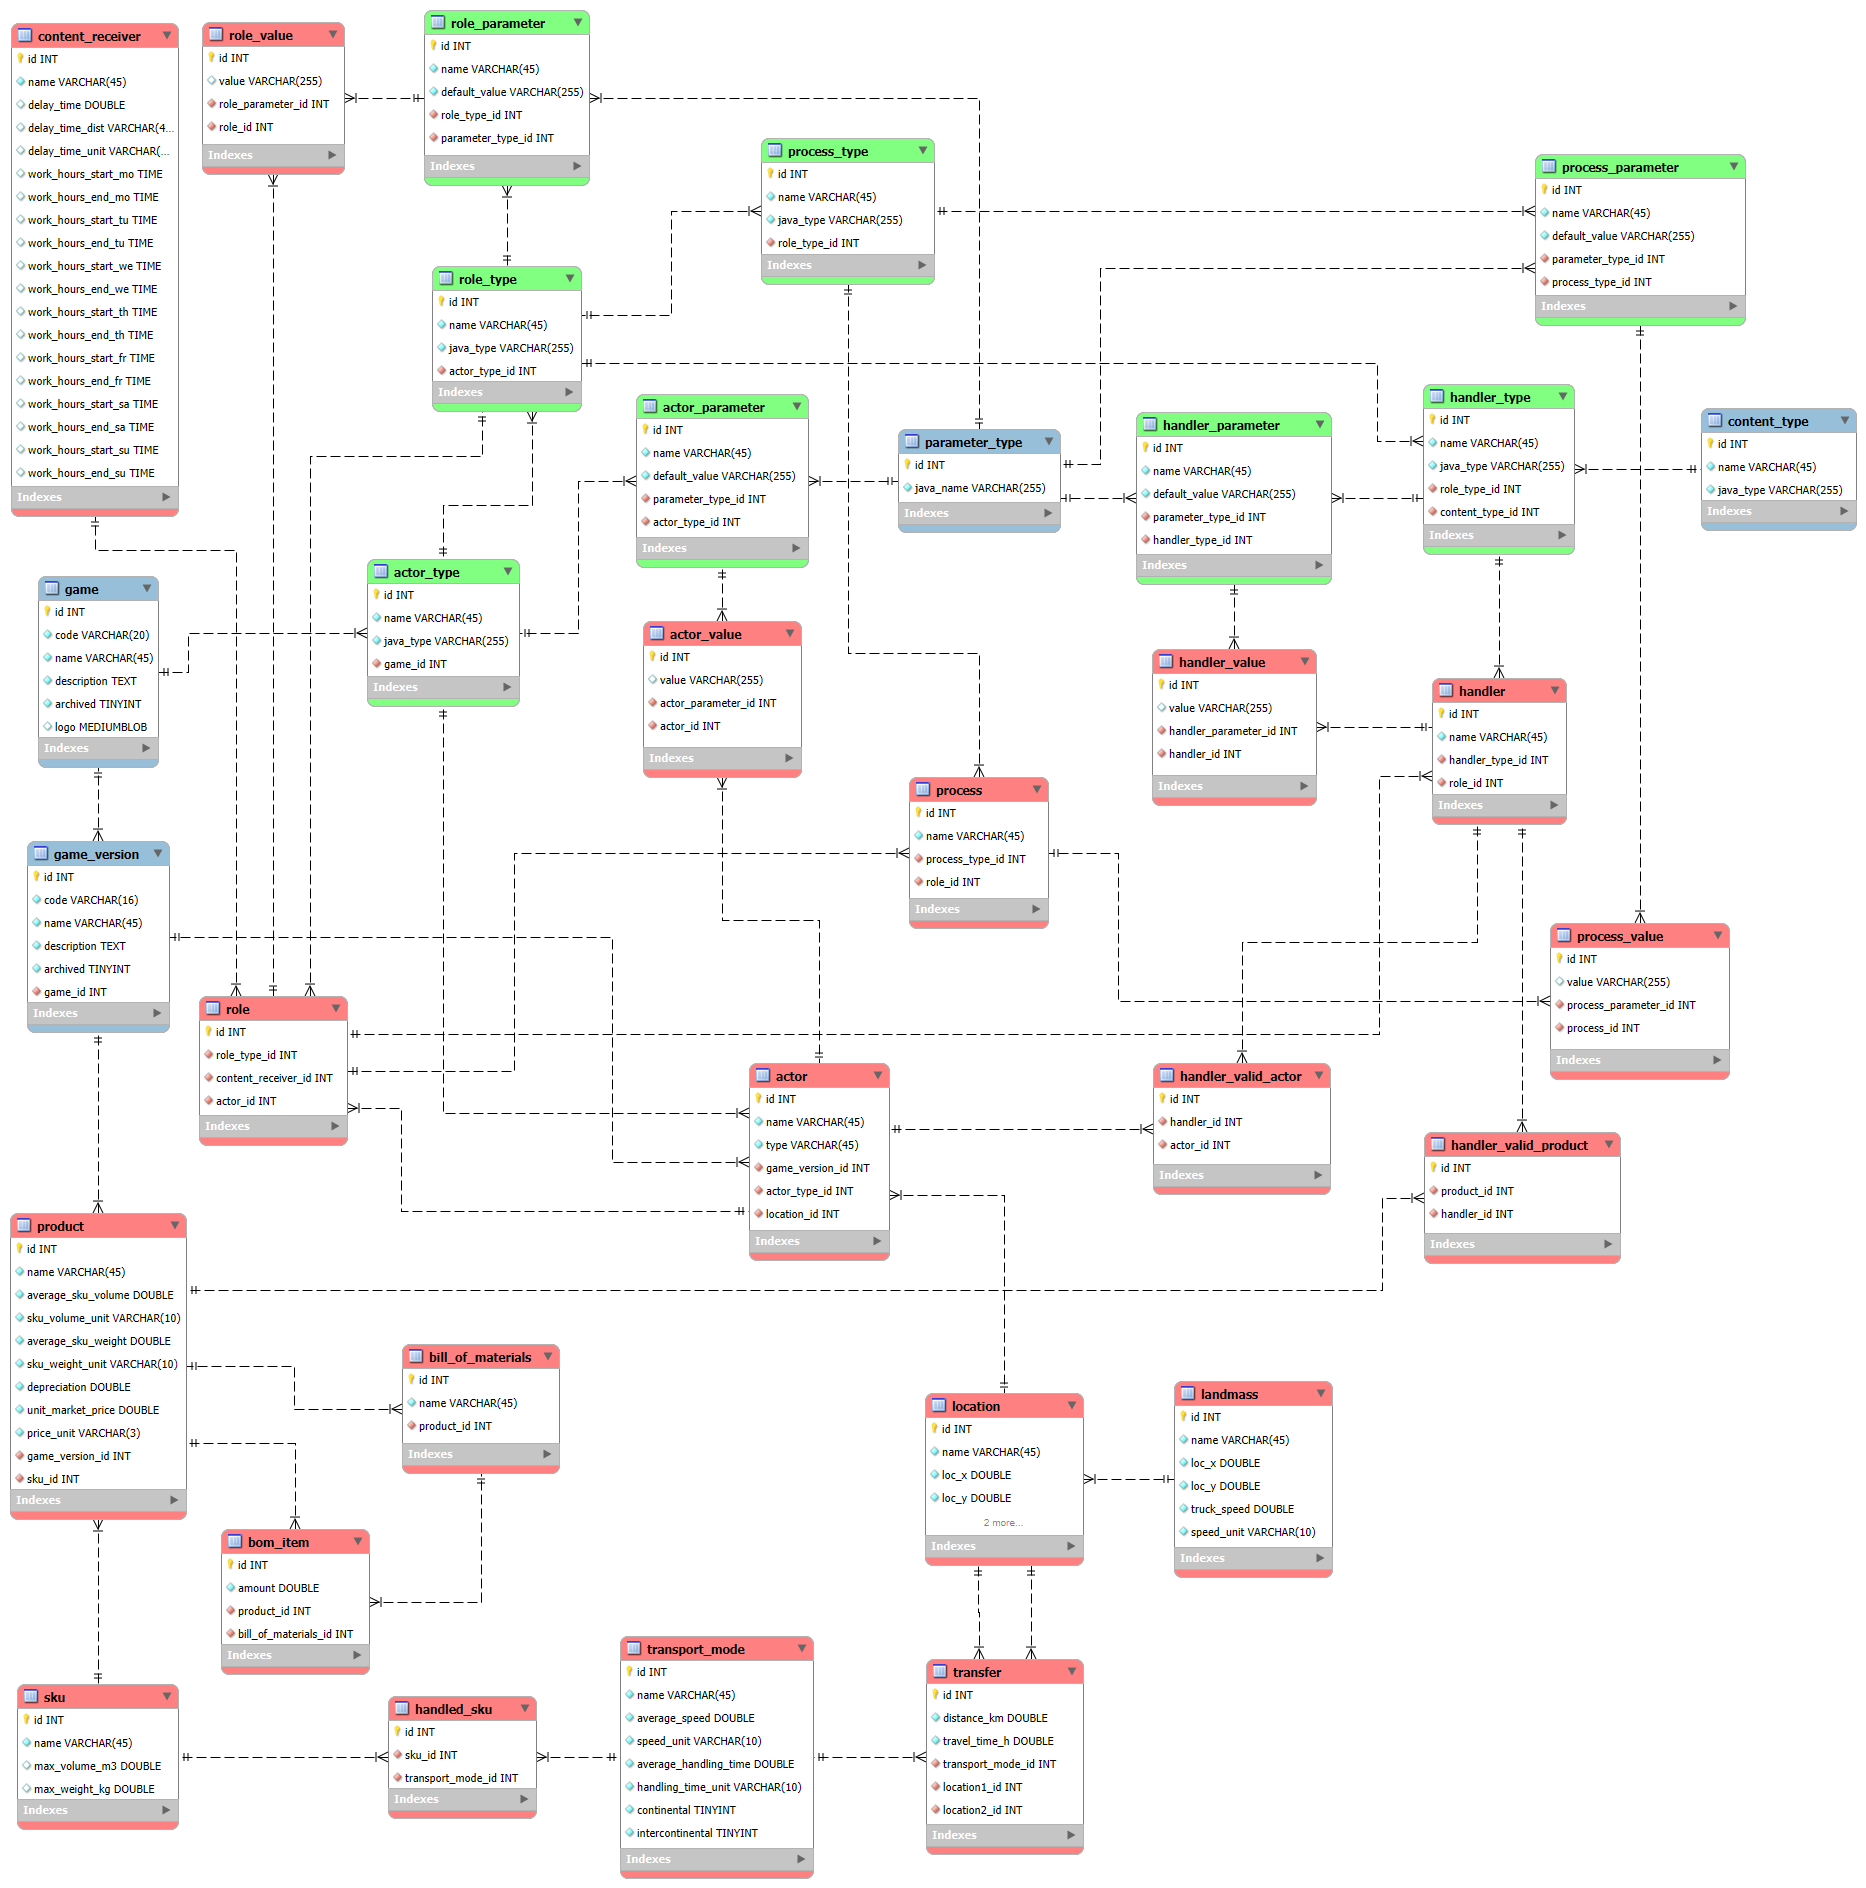 content_receiver
id INT
name VARCHAR(45)
delay_time DOUBLE
delay_time_dist VARCHAR(4...
delay_time_unit VARCHAR(...
work_hours_start_mo TIME
work_hours_end_mo TIME
work_hours_start_tu TIME
work_hours_end_tu TIME
work_hours_start_we TIME
work_hours_end_we TIME
work_hours_start_th TIME
work_hours_end_th TIME
work_hours_start_fr TIME
work_hours_end_fr TIME
work_hours_start_sa TIME
work_hours_end_sa TIME
work_hours_start_su TIME
work_hours_end_su TIME
Indexes
role_value
id INT
value VARCHAR(255)
role_parameter_id INT
role_id INT
Indexes
role_parameter
id INT
name VARCHAR(45)
default_value VARCHAR(255)
role_type_id INT
parameter_type_id INT
Indexes
process_type
id INT
name VARCHAR(45)
java_type VARCHAR(255)
role_type_id INT
Indexes
process_parameter
id INT
name VARCHAR(45)
default_value VARCHAR(255)
parameter_type_id INT
process_type_id INT
Indexes
role_type
id INT
name VARCHAR(45)
java_type VARCHAR(255)
actor_type_id INT
Indexes
actor_parameter
id INT
name VARCHAR(45)
default_value VARCHAR(255)
parameter_type_id INT
actor_type_id INT
Indexes
parameter_type
id INT
java_name VARCHAR(255)
Indexes
handler_parameter
id INT
name VARCHAR(45)
default_value VARCHAR(255)
parameter_type_id INT
handler_type_id INT
Indexes
handler_type
id INT
name VARCHAR(45)
java_type VARCHAR(255)
role_type_id INT
content_type_id INT
Indexes
content_type
id INT
name VARCHAR(45)
java_type VARCHAR(255)
Indexes
game
id INT
code VARCHAR(20)
name VARCHAR(45)
description TEXT
archived TINYINT
logo MEDIUMBLOB
Indexes
actor_type
id INT
name VARCHAR(45)
java_type VARCHAR(255)
game_id INT
Indexes
actor_value
id INT
value VARCHAR(255)
actor_parameter_id INT
actor_id INT
Indexes
handler_value
id INT
value VARCHAR(255)
handler_parameter_id INT
handler_id INT
Indexes
handler
id INT
name VARCHAR(45)
handler_type_id INT
role_id INT
Indexes
process
id INT
name VARCHAR(45)
process_type_id INT
role_id INT
Indexes
game_version
id INT
code VARCHAR(16)
name VARCHAR(45)
description TEXT
archived TINYINT
game_id INT
Indexes
process_value
id INT
value VARCHAR(255)
process_parameter_id INT
process_id INT
Indexes
role
id INT
role_type_id INT
content_receiver_id INT
actor_id INT
Indexes
actor
id INT
name VARCHAR(45)
type VARCHAR(45)
game_version_id INT
actor_type_id INT
location_id INT
Indexes
handler_valid_actor
id INT
handler_id INT
actor_id INT
Indexes
handler_valid_product
id INT
product_id INT
handler_id INT
Indexes
product
id INT
name VARCHAR(45)
average_sku_volume DOUBLE
sku_volume_unit VARCHAR(10)
average_sku_weight DOUBLE
sku_weight_unit VARCHAR(10)
depreciation DOUBLE
unit_market_price DOUBLE
price_unit VARCHAR(3)
game_version_id INT
sku_id INT
Indexes
bill_of_materials
id INT
name VARCHAR(45)
product_id INT
Indexes
location
id INT
name VARCHAR(45)
loc_x DOUBLE
loc_y DOUBLE
2 more...
Indexes
landmass
id INT
name VARCHAR(45)
loc_x DOUBLE
loc_y DOUBLE
truck_speed DOUBLE
speed_unit VARCHAR(10)
Indexes
bom_item
id INT
amount DOUBLE
product_id INT
bill_of_materials_id INT
Indexes
sku
id INT
name VARCHAR(45)
max_volume_m3 DOUBLE
max_weight_kg DOUBLE
Indexes
handled_sku
id INT
sku_id INT
transport_mode_id INT
Indexes
transport_mode
id INT
name VARCHAR(45)
average_speed DOUBLE
speed_unit VARCHAR(10)
average_handling_time DOUBLE
handling_time_unit VARCHAR(10)
continental TINYINT
intercontinental TINYINT
Indexes
transfer
id INT
distance_km DOUBLE
travel_time_h DOUBLE
transport_mode_id INT
location1_id INT
location2_id INT
Indexes